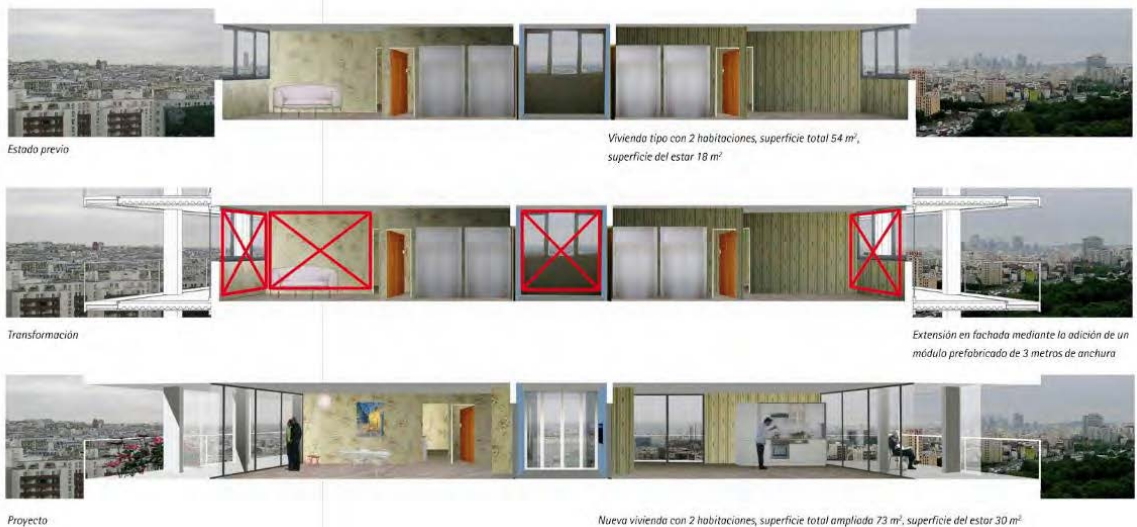 Estado previo
Vivienda tipo con 2 habitaciones, superficie total 54 m²,
superficie del estar 18 m²
Transformación
Extensión en fachada mediante la adición de un
módulo prefabricado de 3 metros de anchura
Proyecto
Nueva vivienda con 2 habitaciones, superficie total ampliada 73 m², superficie del estar 30 m²